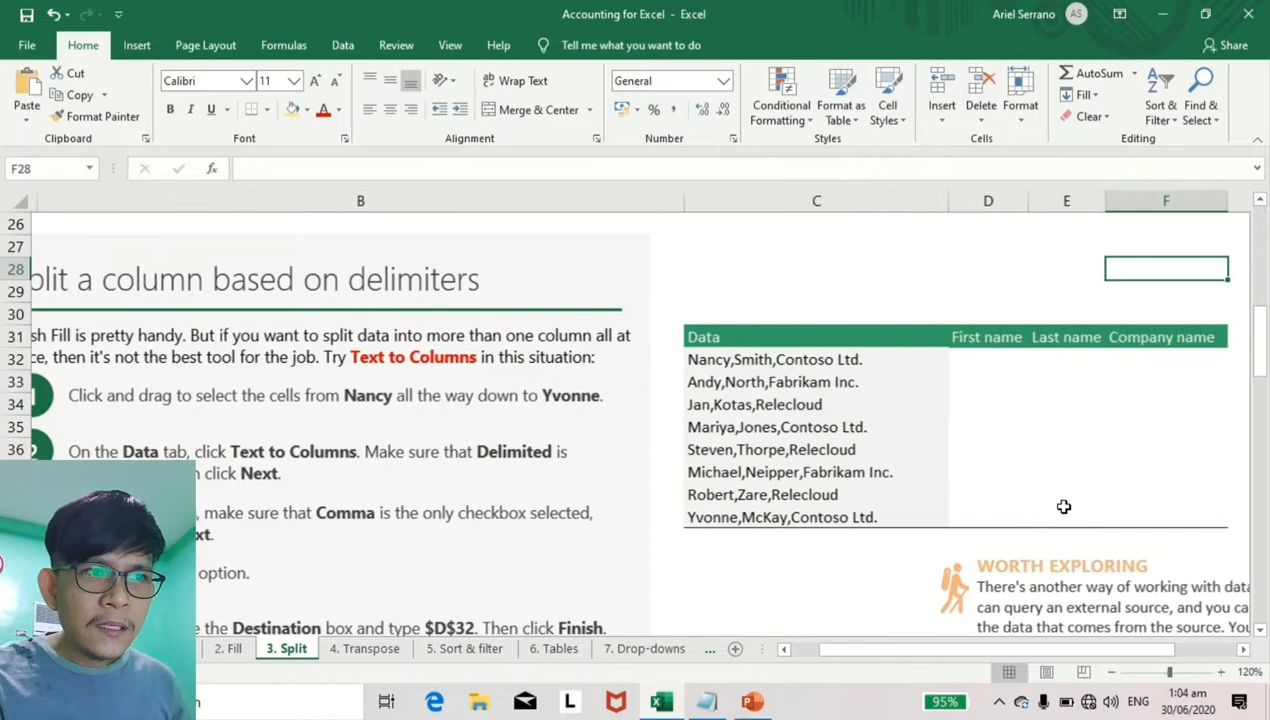 Accounting for Excel - Excel
Ariel Serrano AS
File Home Insert Page Layout Formulas Data Review View Help Tell me what you want to do Share
Paste
Cut
Copy
Format Painter
Clipboard
Calibri 11
B I U
Font
Wrap Text
Merge & Center
Alignment
General
Number
Conditional Formatting
Format as Table
Cell Styles
Styles
Insert Delete Format
Cells
AutoSum
Fill
Clear
Sort & Filter
Find & Select
Editing
F28
fx
B C D E F
26
27
28
29
30
31
32
33
34
35
36
plit a column based on delimiters
sh Fill is pretty handy. But if you want to split data into more than one column all at
ce, then it's not the best tool for the job. Try Text to Columns in this situation:
1 Click and drag to select the cells from Nancy all the way down to Yvonne.
2 On the Data tab, click Text to Columns. Make sure that Delimited is
click Next.
, make sure that Comma is the only checkbox selected,
xt.
option.
the Destination box and type $D$32. Then click Finish.
Data First name Last name Company name
Nancy,Smith,Contoso Ltd.
Andy,North,Fabrikam Inc.
Jan,Kotas,Relecloud
Mariya,Jones,Contoso Ltd.
Steven,Thorpe,Relecloud
Michael,Neipper,Fabrikam Inc.
Robert,Zare,Relecloud
Yvonne,McKay,Contoso Ltd.
WORTH EXPLORING
There's another way of working with data
can query an external source, and you ca
the data that comes from the source. You
2. Fill 3. Split 4. Transpose 5. Sort & filter 6. Tables 7. Drop-downs ...
120%
L 95% ENG
1:04 am
30/06/2020